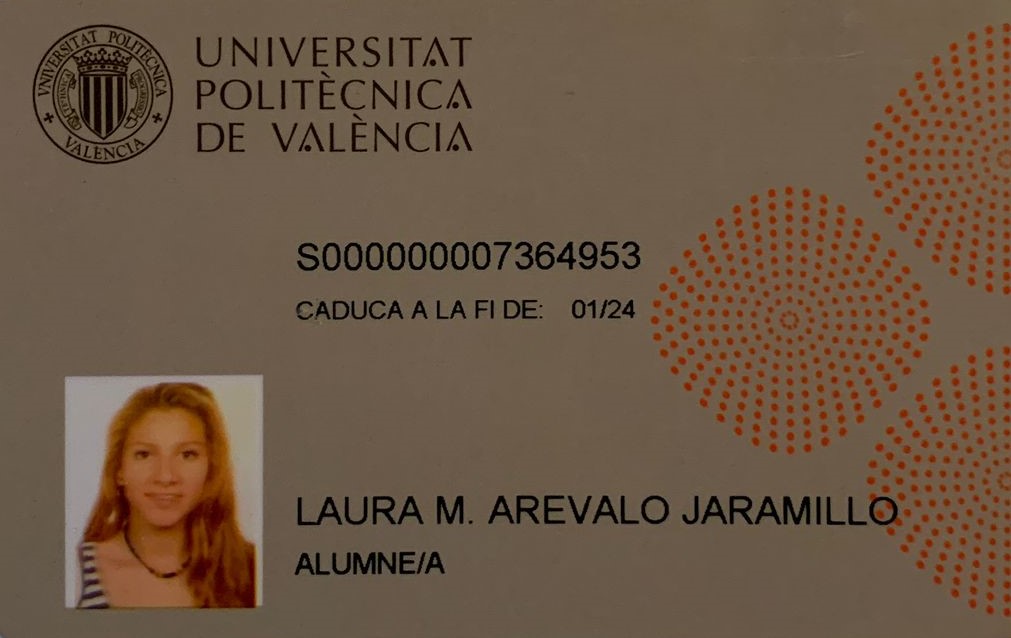 UNIVERSITAT POLITÈCNICA
VALÈNCIA
UNIVERSITAT
POLITÈCNICA
DE VALÈNCIA
S000000007364953
CADUCA A LA FI DE: 01/24
LAURA M. AREVALO JARAMILLO
ALUMNE/A